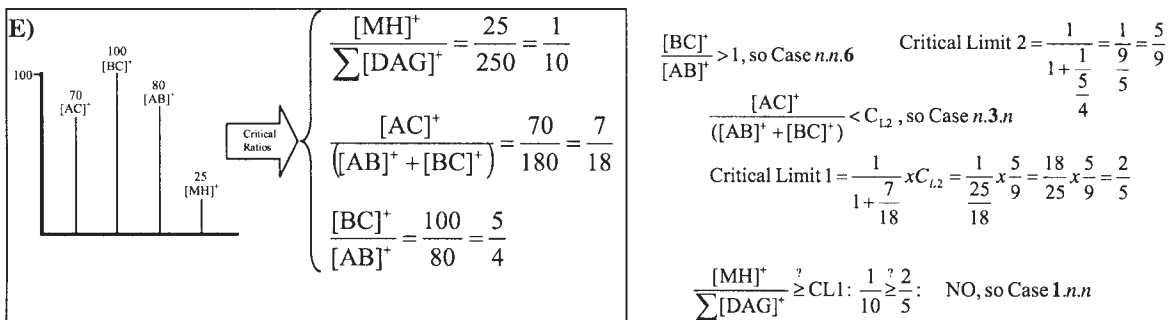 E)
100
70
[AC]⁺
100
[BC]⁺
80
[AB]⁺
25
[MH]⁺
Critical
Ratios
[MH]⁺ / ∑[DAG]⁺ = 25/250 = 1/10
[AC]⁺ / ([AB]⁺ + [BC]⁺) = 70/180 = 7/18
[BC]⁺ / [AB]⁺ = 100/80 = 5/4
[BC]⁺ / [AB]⁺ > 1, so Case n.n.6
Critical Limit 2 = 1 / (1 + 1/(5/4)) = 1/(9/5) = 5/9
[AC]⁺ / ([AB]⁺ + [BC]⁺) < C_L2 , so Case n.3.n
Critical Limit 1 = 1 / (1 + 7/18) x C_L2 = 1/(25/18) x 5/9 = 18/25 x 5/9 = 2/5
[MH]⁺ / ∑[DAG]⁺ ≥? CL1: 1/10 ≥? 2/5: NO, so Case 1.n.n